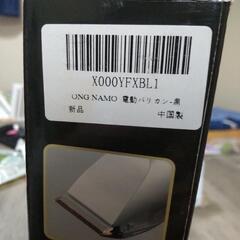 X000YFXBL1
ONG NAMO 電動バリカン-黒
新品 中国製